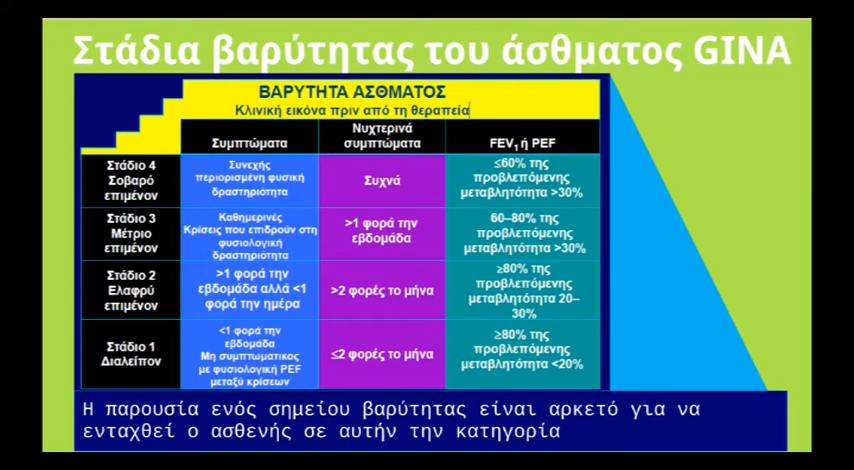 Στάδια βαρύτητας του άσθματος GINA
ΒΑΡΥΤΗΤΑ ΑΣΘΜΑΤΟΣ
Κλινική εικόνα πριν από τη θεραπεία
Συμπτώματα
Νυχτερινά
συμπτώματα
FEV1 ή PEF
Στάδιο 4
Σοβαρό
επιμένον
Συνεχής
περιορισμένη φυσική
δραστηριότητα
Συχνά
≤60% της
προβλεπόμενης
μεταβλητότητα >30%
Στάδιο 3
Μέτριο
επιμένον
Καθημερινές
Κρίσεις που επιδρούν στη
φυσιολογική
δραστηριότητα
>1 φορά την
εβδομάδα
60–80% της
προβλεπόμενης
μεταβλητότητα >30%
Στάδιο 2
Ελαφρύ
επιμένον
>1 φορά την
εβδομάδα αλλά <1
φορά την ημέρα
>2 φορές το μήνα
≥80% της
προβλεπόμενης
μεταβλητότητα 20–
30%
Στάδιο 1
Διαλείπον
<1 φορά την
εβδομάδα
Μη συμπτωματικος
με φυσιολογική PEF
μεταξύ κρίσεων
≤2 φορές το μήνα
≥80% της
προβλεπόμενης
μεταβλητότητα <20%
Η παρουσία ενός σημείου βαρύτητας είναι αρκετό για να
ενταχθεί ο ασθενής σε αυτήν την κατηγορία